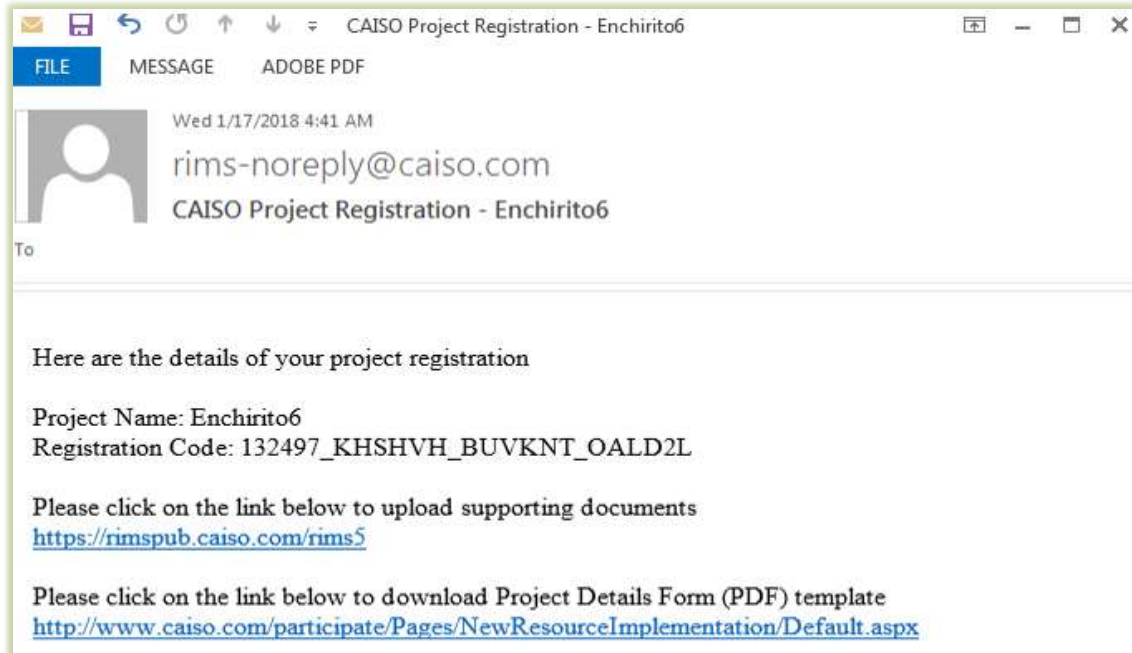 CAISO Project Registration - Enchirito6
FILE MESSAGE ADOBE PDF
Wed 1/17/2018 4:41 AM
rims-noreply@caiso.com
CAISO Project Registration - Enchirito6
To
Here are the details of your project registration
Project Name: Enchirito6
Registration Code: 132497_KHSHVH_BUVKNT_OALD2L
Please click on the link below to upload supporting documents
https://rimspub.caiso.com/rims5
Please click on the link below to download Project Details Form (PDF) template
http://www.caiso.com/participate/Pages/NewResourceImplementation/Default.aspx